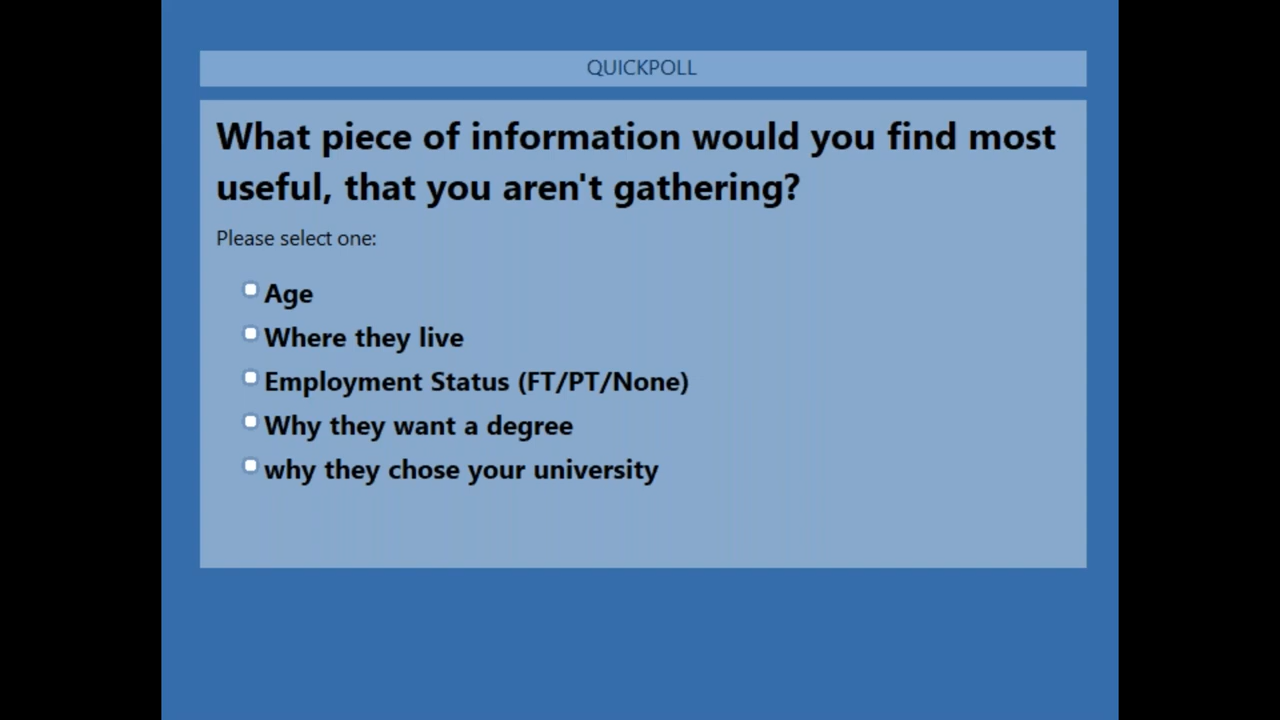 QUICKPOLL
What piece of information would you find most
useful, that you aren't gathering?
Please select one:
Age
Where they live
Employment Status (FT/PT/None)
Why they want a degree
why they chose your university